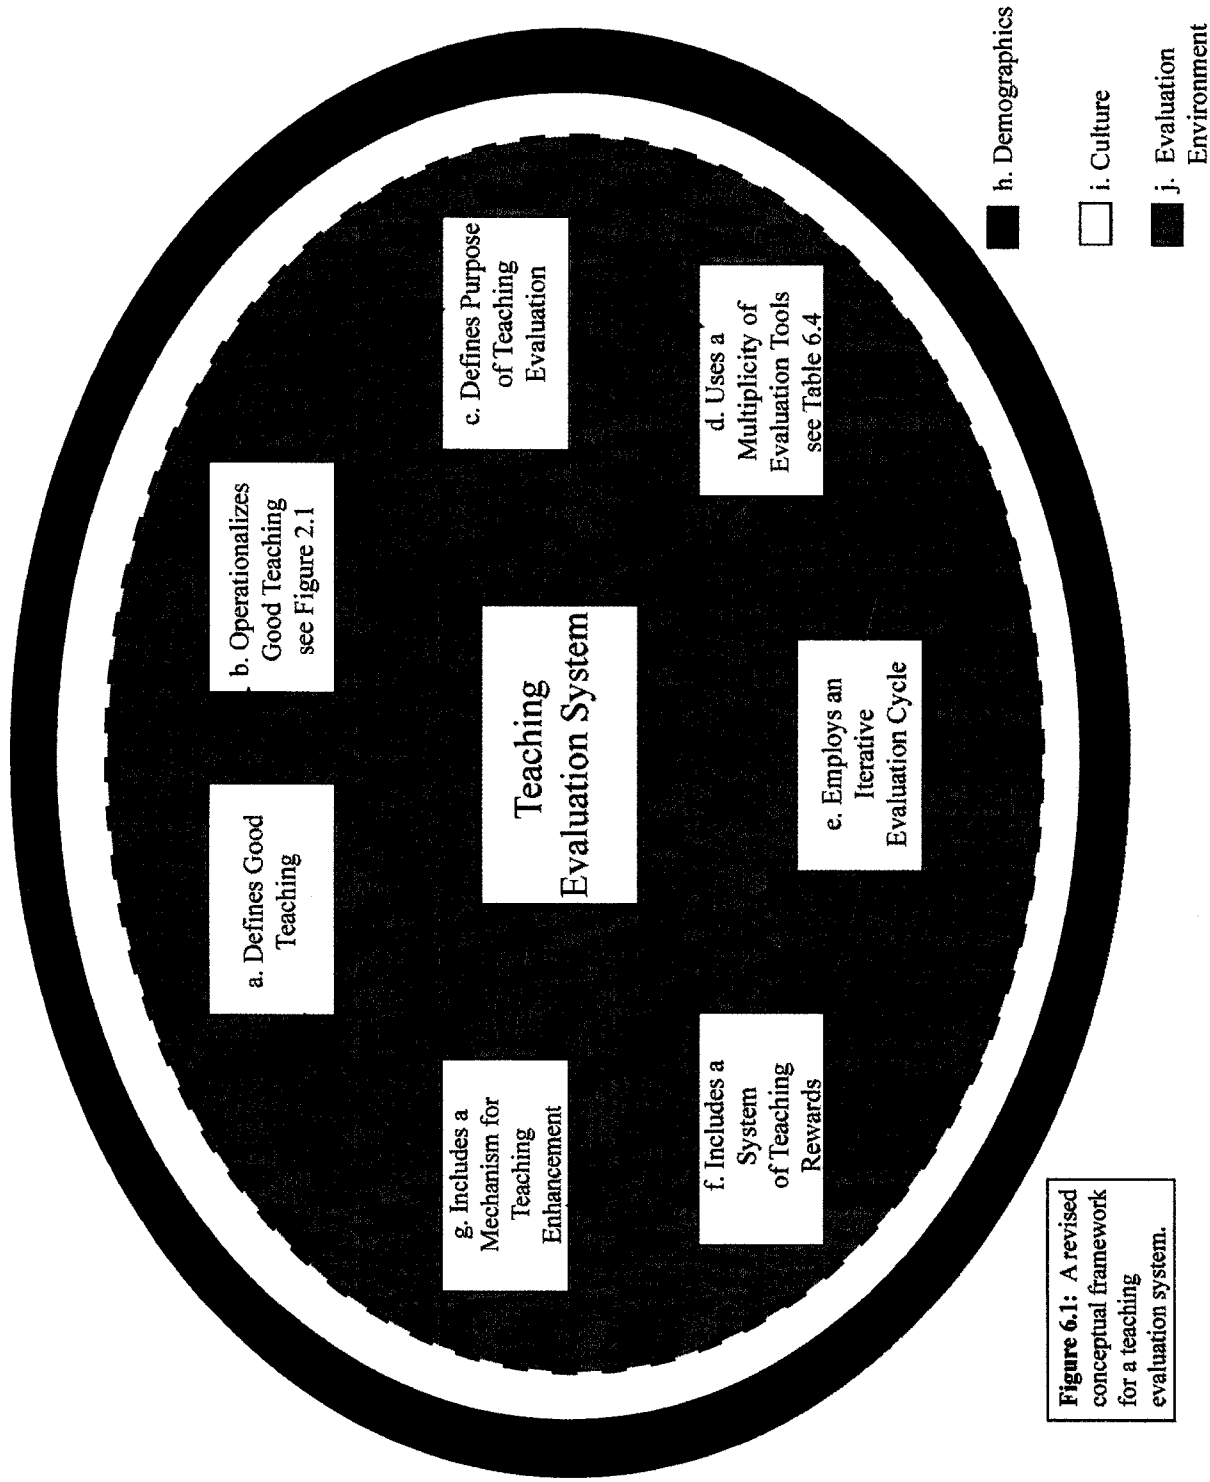 a. Defines Good
Teaching
b. Operationalizes
Good Teaching
see Figure 2.1
c. Defines Purpose
of Teaching
Evaluation
d. Uses a
Multiplicity of
Evaluation Tools
see Table 6.4
e. Employs an
Iterative
Evaluation Cycle
f. Includes a
System
of Teaching
Rewards
g. Includes a
Mechanism for
Teaching
Enhancement
Teaching
Evaluation System
h. Demographics
i. Culture
j. Evaluation
Environment
Figure 6.1: A revised
conceptual framework
for a teaching
evaluation system.